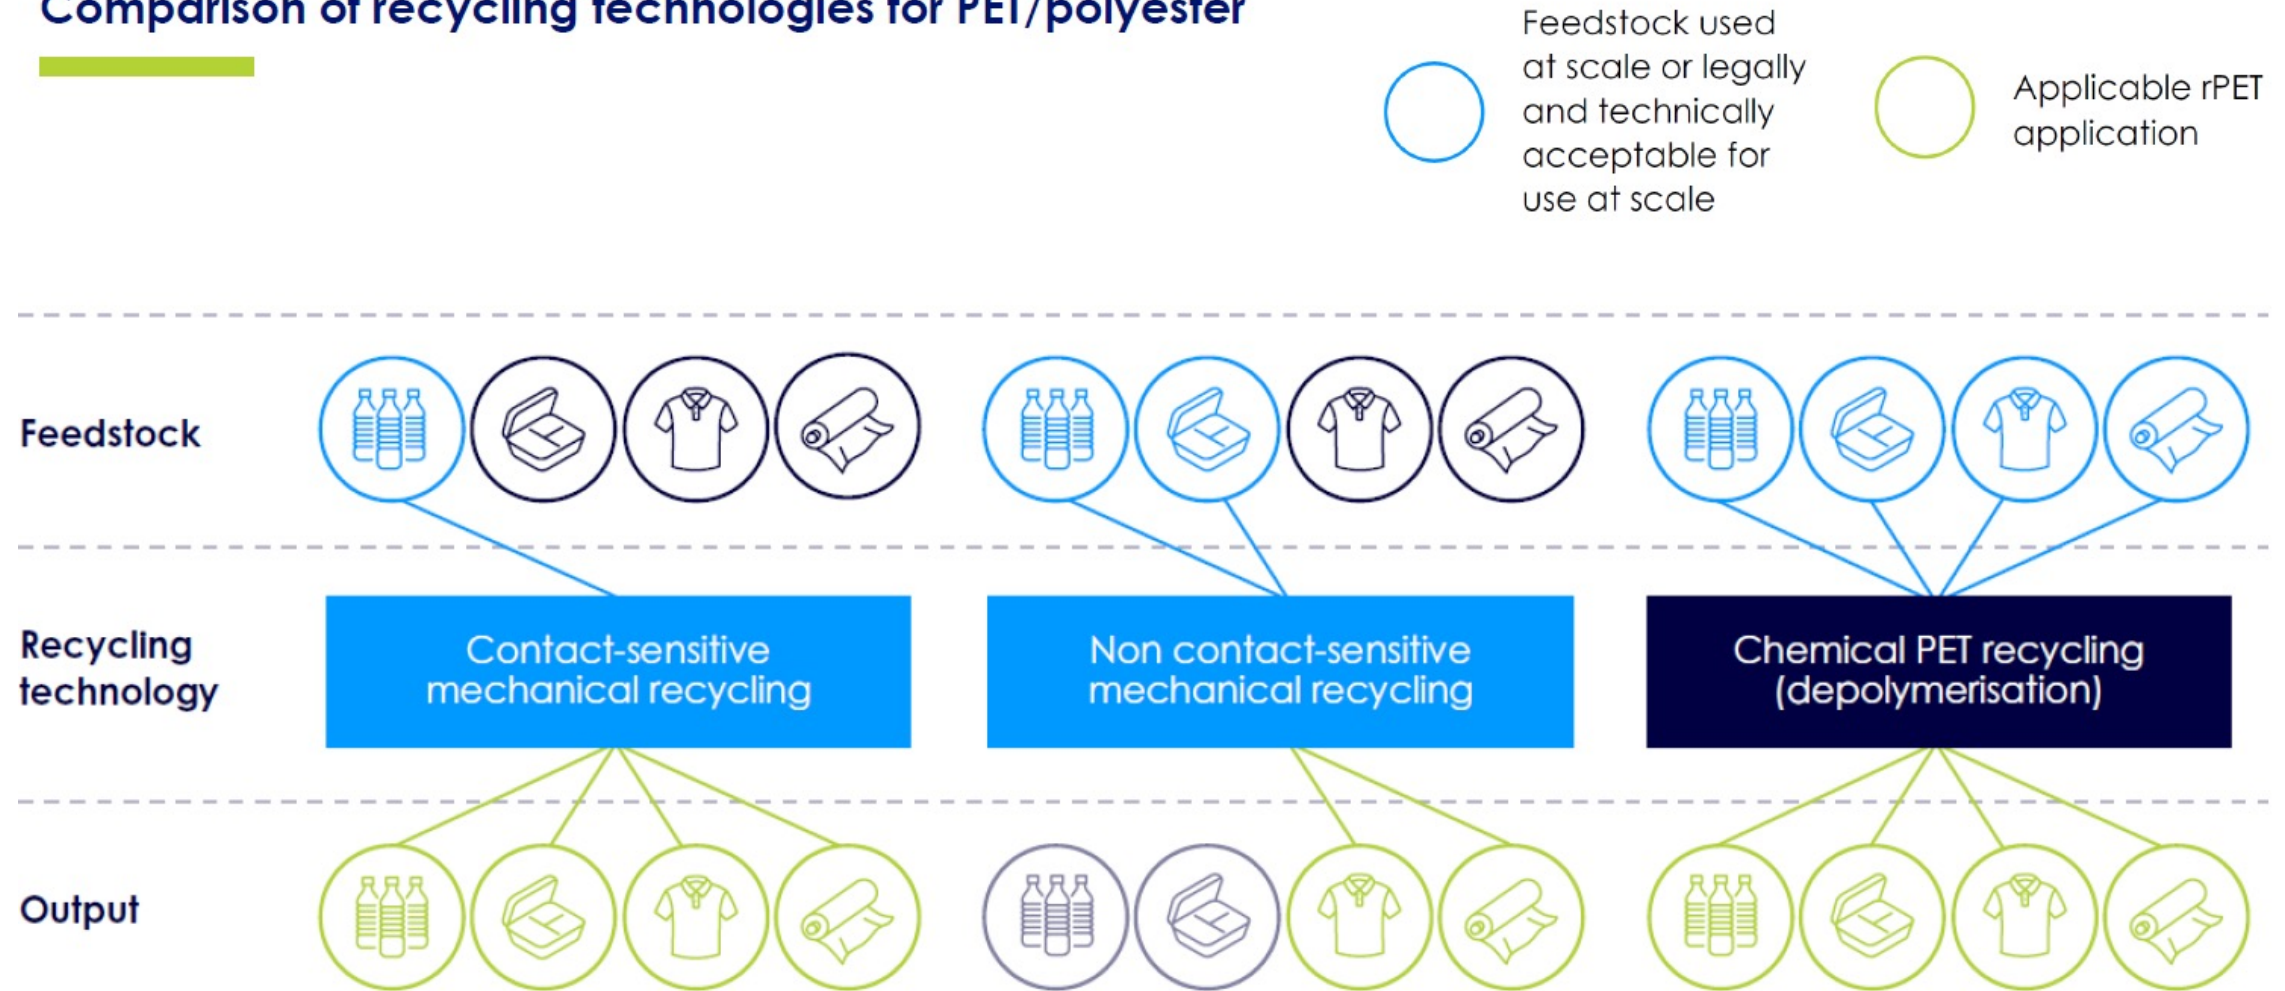 Comparison of recycling technologies for PET/polyester
Feedstock used
at scale or legally
and technically
acceptable for
use at scale
Applicable rPET
application
Feedstock
Recycling
technology
Contact-sensitive
mechanical recycling
Non contact-sensitive
mechanical recycling
Chemical PET recycling
(depolymerisation)
Output